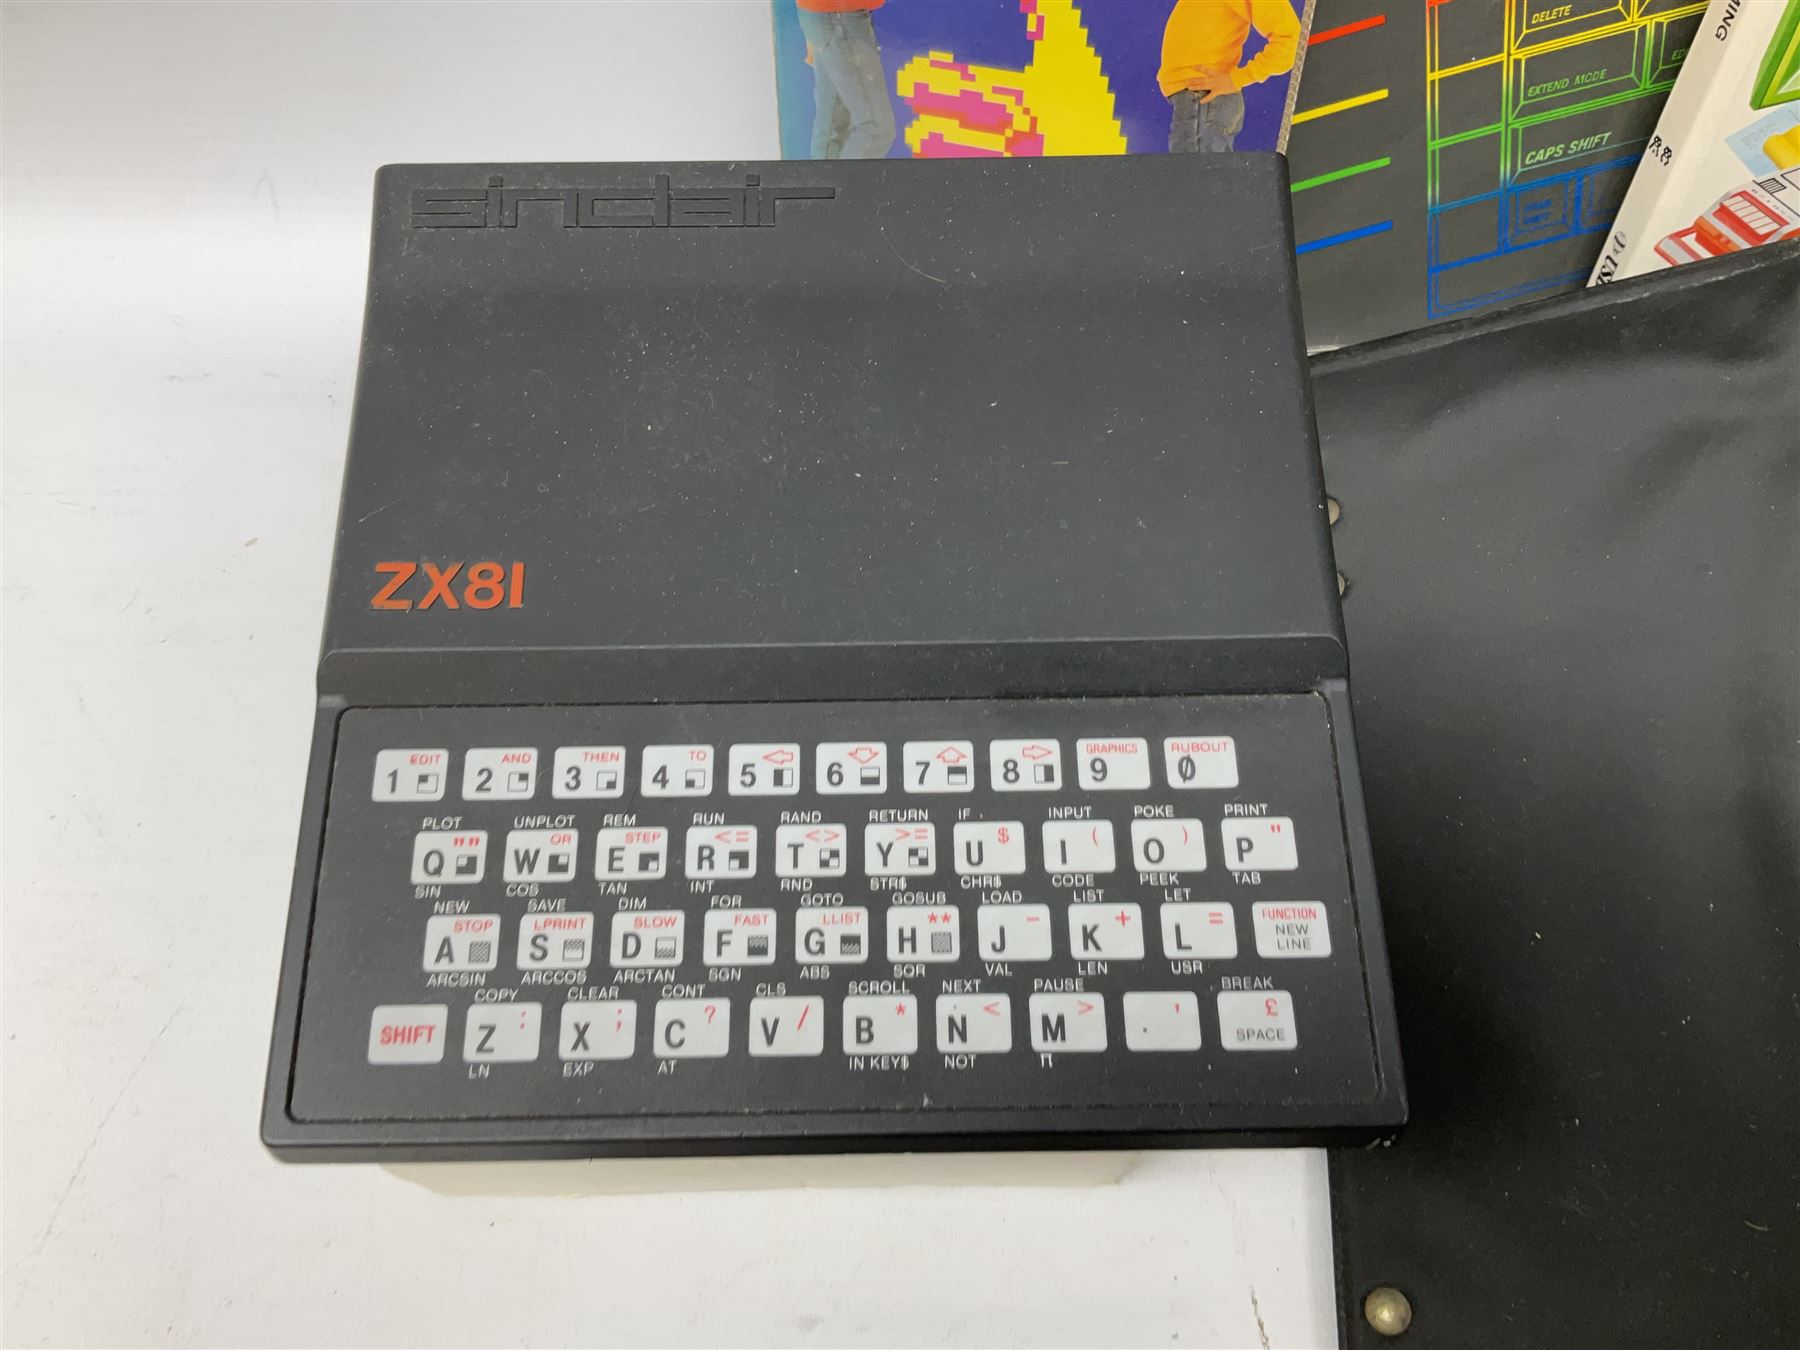 DELETE
EXTEND MODE
CAPS SHIFT
sinclair
ZX81
EDIT AND THEN TO GRAPHICS RUBOUT
1 2 3 4 5 6 7 8 9 0
PLOT UNPLOT REM RUN RAND RETURN IF INPUT POKE PRINT
"" OR STEP <= <> >= $ ( ) "
Q W E R T Y U I O P
SIN COS TAN INT RND STR$ CHR$ CODE PEEK TAB
NEW SAVE DIM FOR GOTO GOSUB LOAD LIST LET
STOP LPRINT SLOW FAST LLIST ** - + = FUNCTION
A S D F G H J K L NEW LINE
ARCSIN ARCCOS ARCTAN SGN ABS SQR VAL LEN USR
COPY CLEAR CONT CLS SCROLL NEXT PAUSE BREAK
: ; ? / * < > , £
SHIFT Z X C V B N M . SPACE
LN EXP AT IN KEY$ NOT π